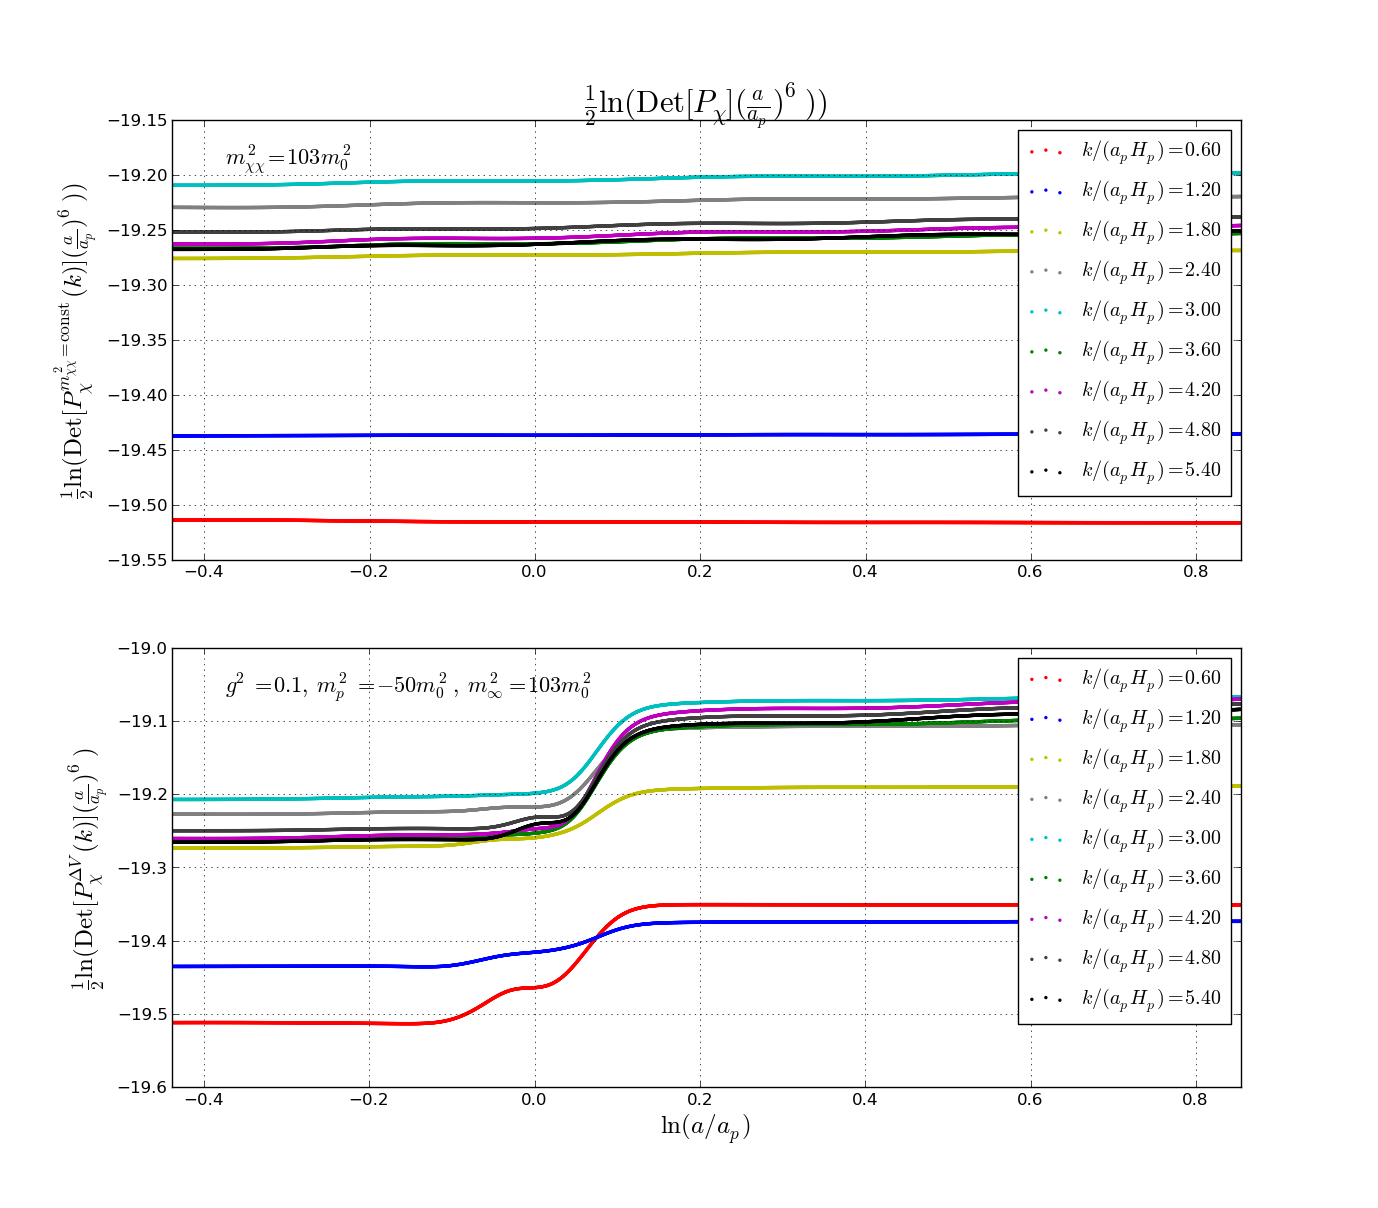 ½ln(Det[P_χ](a/a_p)^6 ))
½ln(Det[P_χ^{m²_{χχ}=const}(k)](a/a_p)^6 ))
m²_{χχ}=103m²_0
−19.15
−19.20
−19.25
−19.30
−19.35
−19.40
−19.45
−19.50
−19.55
k/(a_p H_p)=0.60
k/(a_p H_p)=1.20
k/(a_p H_p)=1.80
k/(a_p H_p)=2.40
k/(a_p H_p)=3.00
k/(a_p H_p)=3.60
k/(a_p H_p)=4.20
k/(a_p H_p)=4.80
k/(a_p H_p)=5.40
−0.4 −0.2 0.0 0.2 0.4 0.6 0.8
½ln(Det[P_χ^{ΔV}(k)](a/a_p)^6 )
g² =0.1, m²_p =−50m²_0 , m²_∞=103m²_0
−19.0
−19.1
−19.2
−19.3
−19.4
−19.5
−19.6
k/(a_p H_p)=0.60
k/(a_p H_p)=1.20
k/(a_p H_p)=1.80
k/(a_p H_p)=2.40
k/(a_p H_p)=3.00
k/(a_p H_p)=3.60
k/(a_p H_p)=4.20
k/(a_p H_p)=4.80
k/(a_p H_p)=5.40
−0.4 −0.2 0.0 0.2 0.4 0.6 0.8
ln(a/a_p)